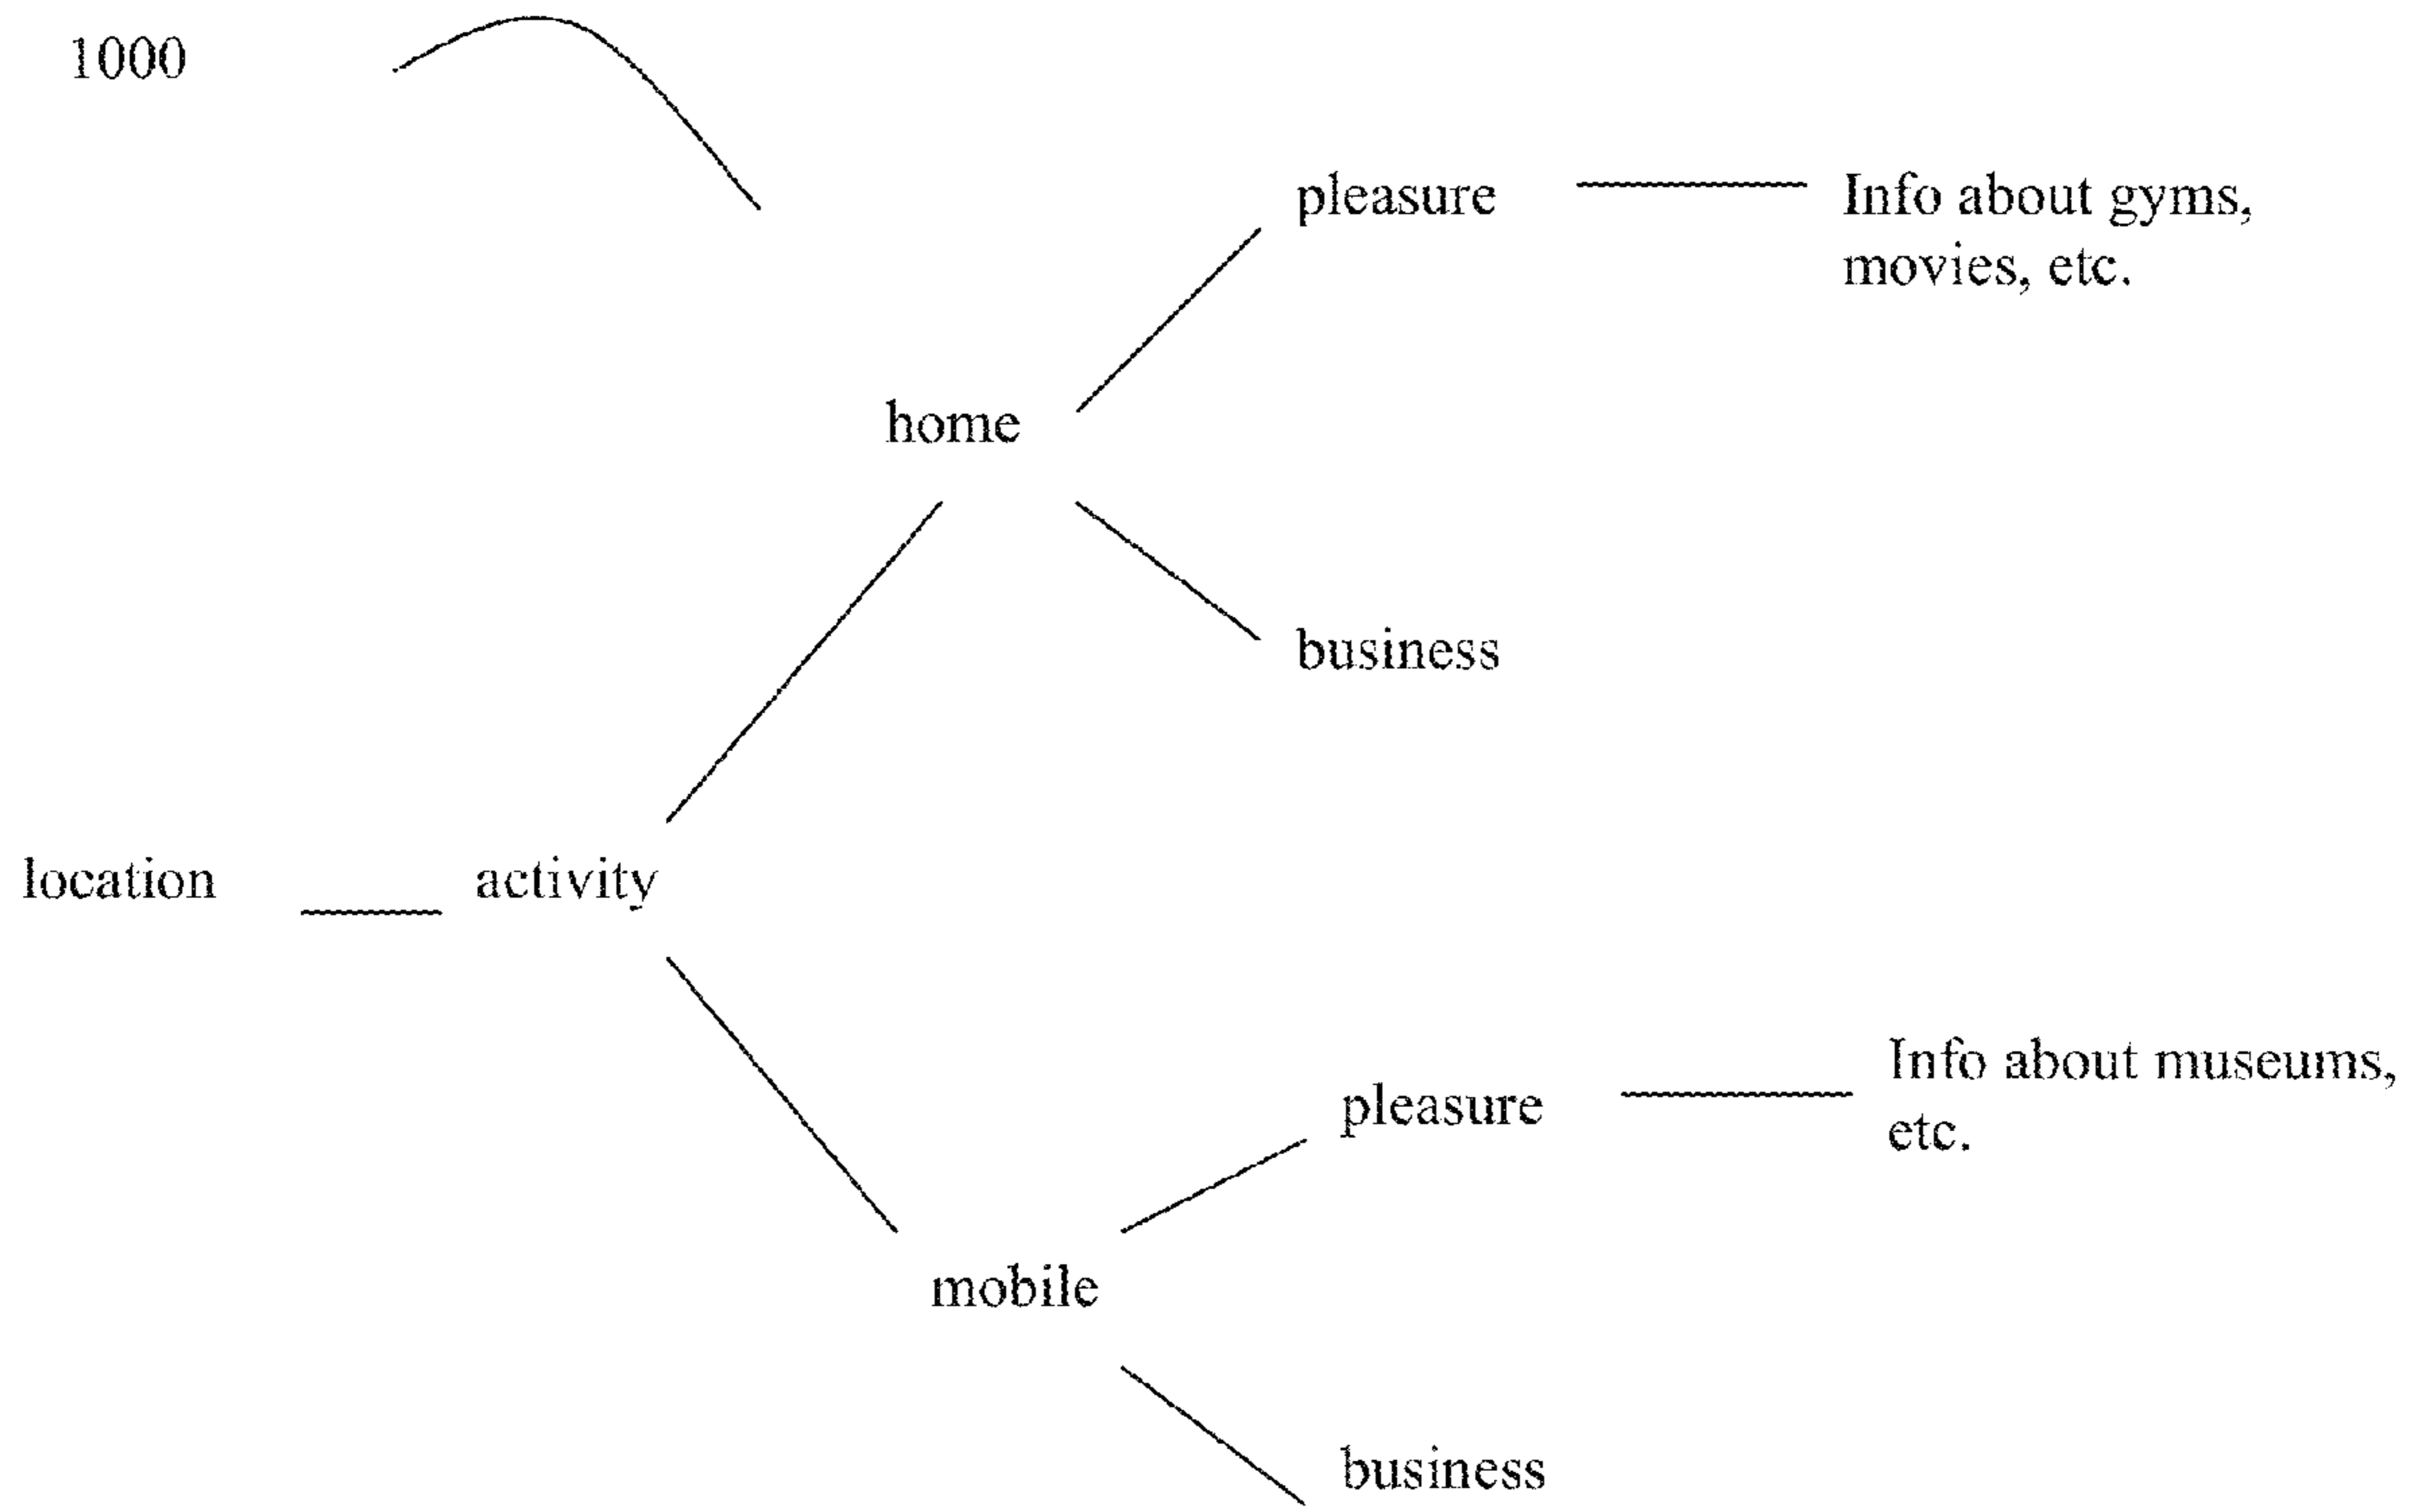 1000
pleasure
Info about gyms,
movies, etc.
home
business
location
activity
pleasure
Info about museums,
etc.
mobile
business